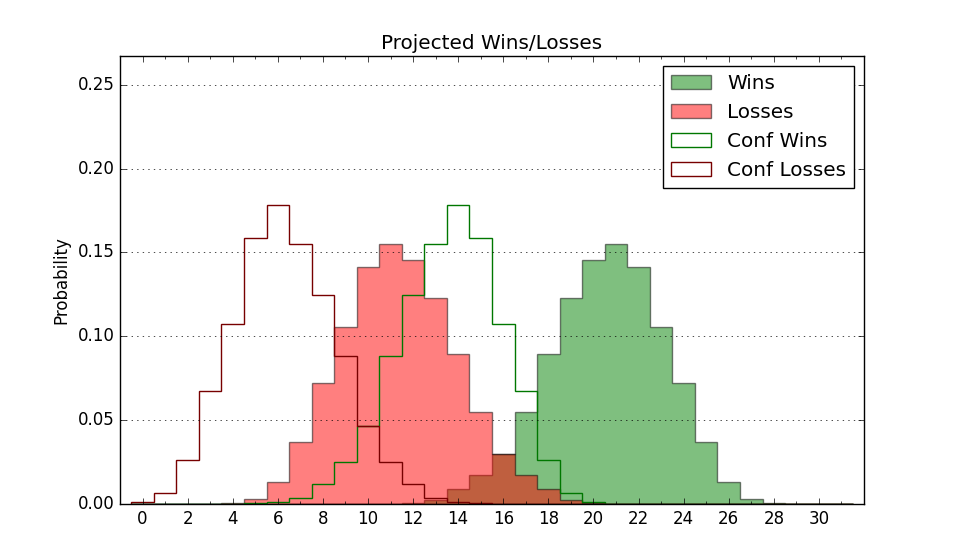 Projected Wins/Losses
0.25
0.20
0.15
0.10
0.05
0.00
Probability
Wins
Losses
Conf Wins
Conf Losses
0 2 4 6 8 10 12 14 16 18 20 22 24 26 28 30